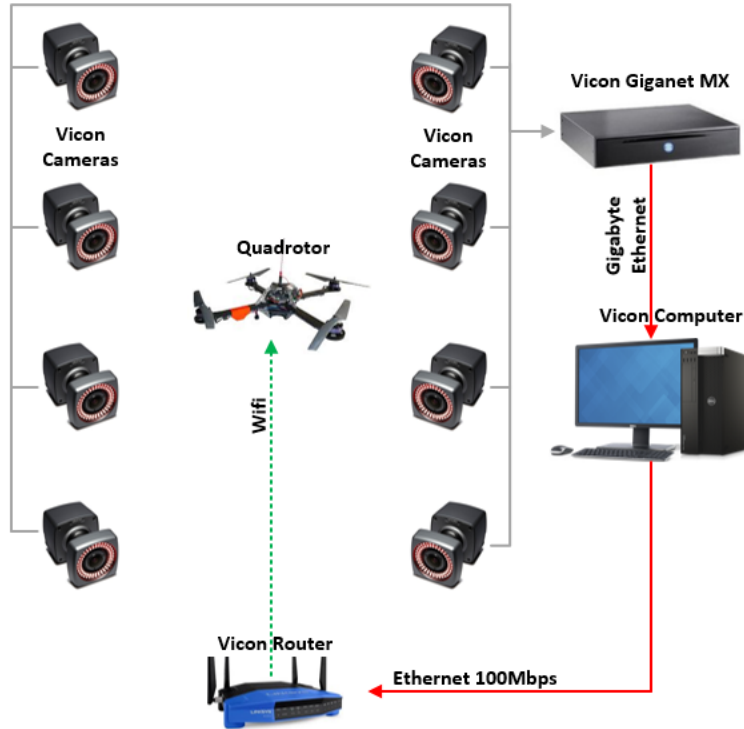 Vicon Giganet MX
Vicon
Cameras
Vicon
Cameras
Gigabyte
Ethernet
Quadrotor
Vicon Computer
Wifi
Vicon Router
Ethernet 100Mbps